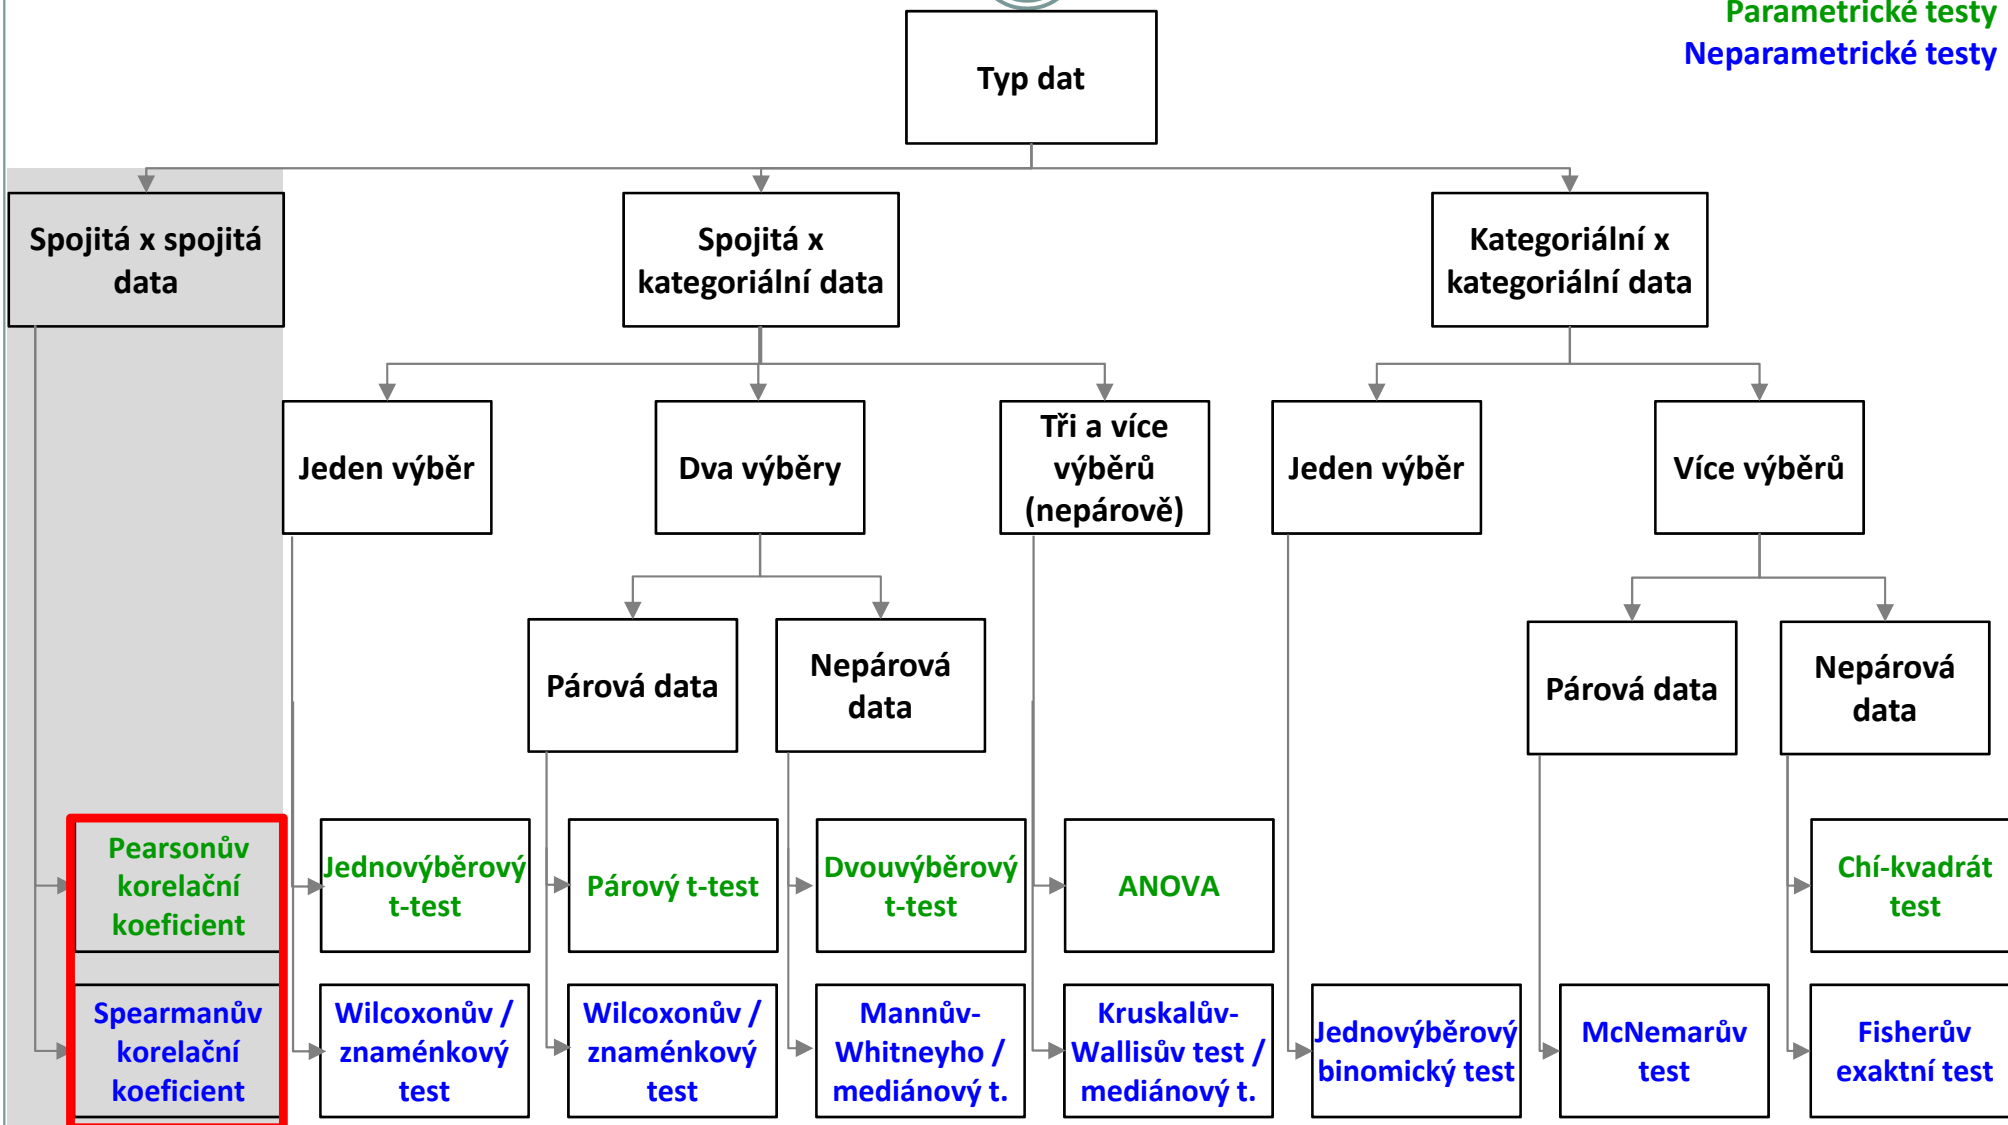 Parametrické testy
Neparametrické testy
Typ dat
Spojitá x spojitá
data
Spojitá x
kategoriální data
Kategoriální x
kategoriální data
Jeden výběr
Dva výběry
Tři a více
výběrů
(nepárově)
Jeden výběr
Více výběrů
Párová data
Nepárová
data
Párová data
Nepárová
data
Pearsonův
korelační
koeficient
Jednovýběrový
t-test
Párový t-test
Dvouvýběrový
t-test
ANOVA
Chí-kvadrát
test
Spearmanův
korelační
koeficient
Wilcoxonův /
znaménkový
test
Wilcoxonův /
znaménkový
test
Mannův-
Whitneyho /
mediánový t.
Kruskalův-
Wallisův test /
mediánový t.
Jednovýběrový
binomický test
McNemarův
test
Fisherův
exaktní test